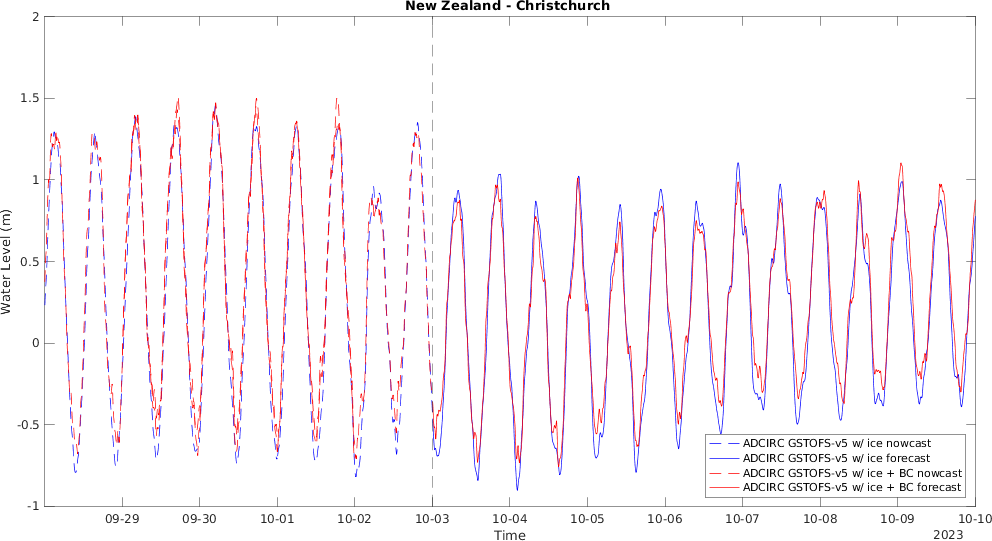 New Zealand - Christchurch
2
1.5
1
0.5
0
-0.5
-1
Water Level (m)
09-29 09-30 10-01 10-02 10-03 10-04 10-05 10-06 10-07 10-08 10-09 10-10
Time
2023
ADCIRC GSTOFS-v5 w/ ice nowcast
ADCIRC GSTOFS-v5 w/ ice forecast
ADCIRC GSTOFS-v5 w/ ice + BC nowcast
ADCIRC GSTOFS-v5 w/ ice + BC forecast